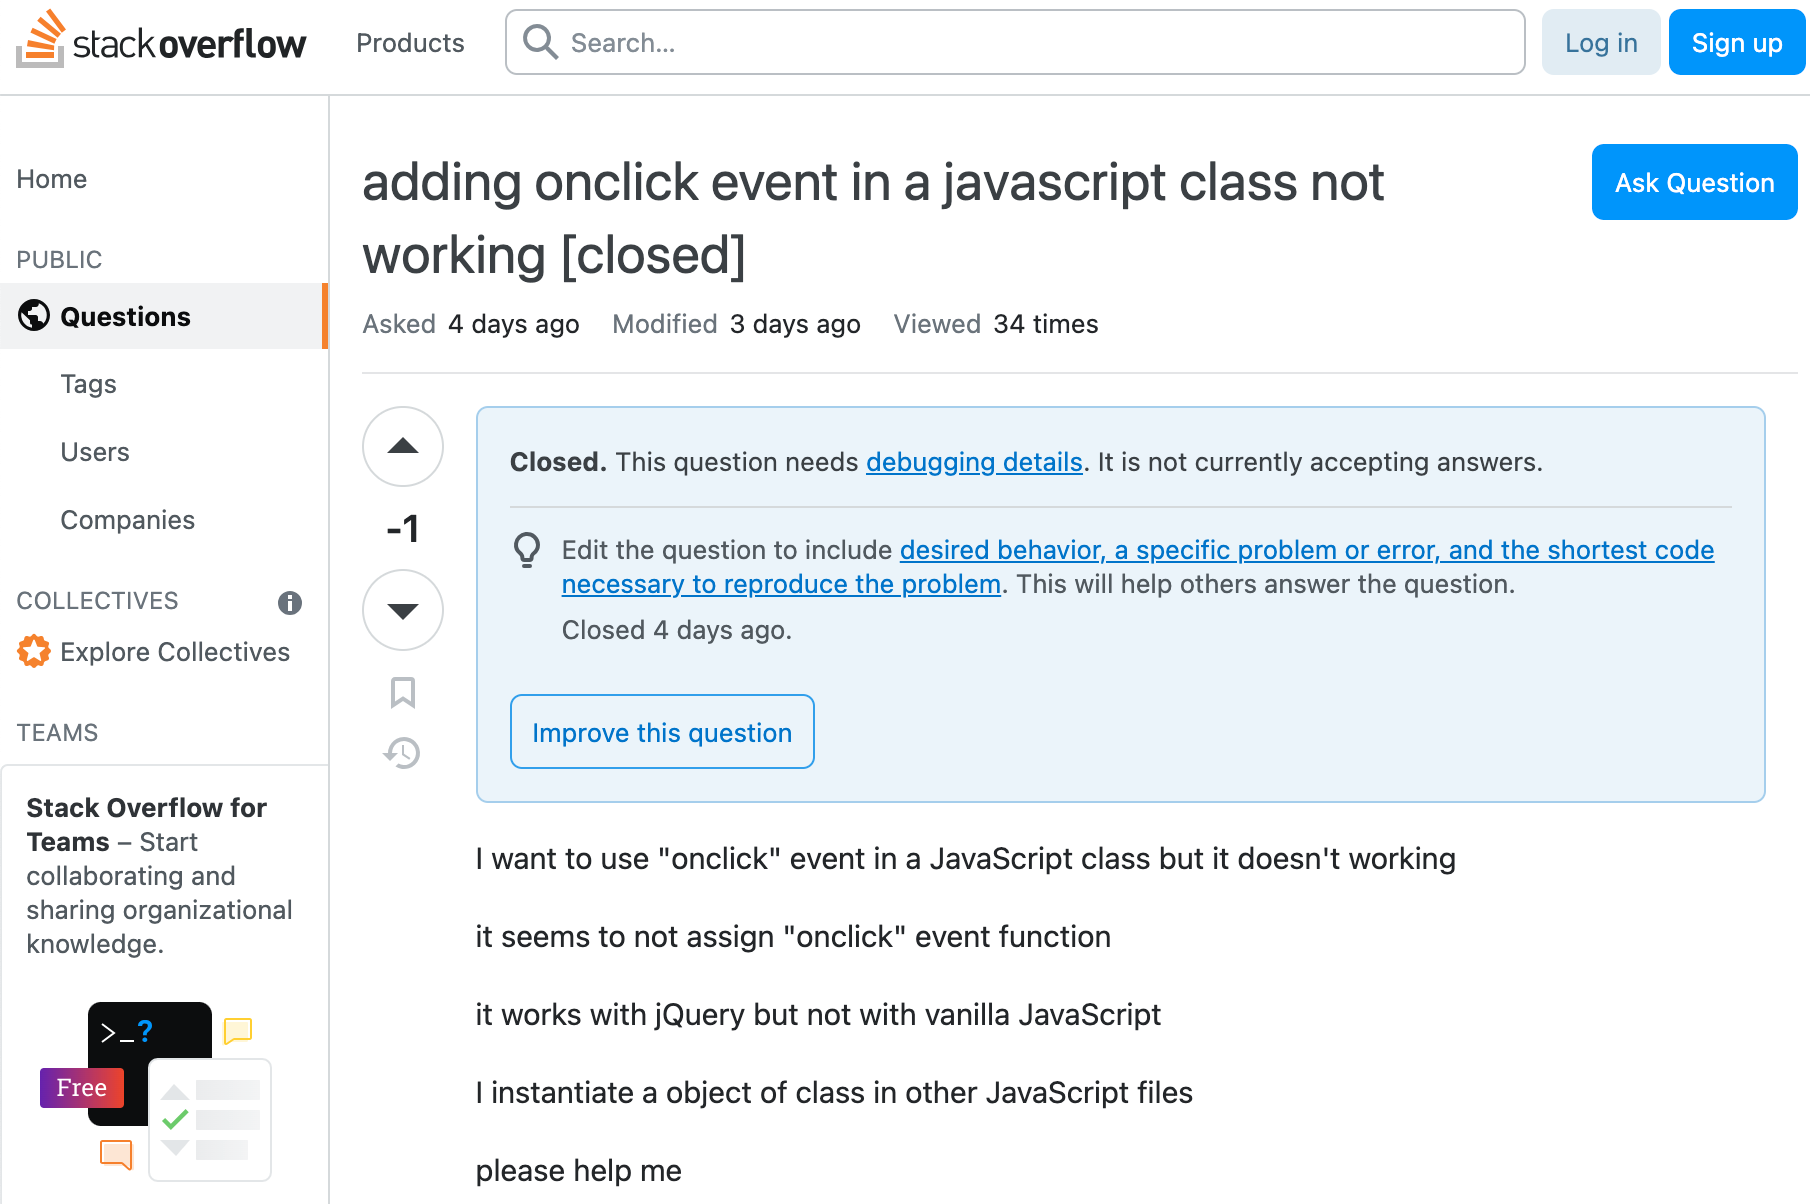 stackoverflow
Products
Search...
Log in
Sign up
Home
PUBLIC
Questions
Tags
Users
Companies
COLLECTIVES
Explore Collectives
TEAMS
Stack Overflow for
Teams – Start
collaborating and
sharing organizational
knowledge.
>_?
Free
adding onclick event in a javascript class not
working [closed]
Ask Question
Asked 4 days ago Modified 3 days ago Viewed 34 times
-1
Closed. This question needs debugging details. It is not currently accepting answers.
Edit the question to include desired behavior, a specific problem or error, and the shortest code
necessary to reproduce the problem. This will help others answer the question.
Closed 4 days ago.
Improve this question
I want to use "onclick" event in a JavaScript class but it doesn't working
it seems to not assign "onclick" event function
it works with jQuery but not with vanilla JavaScript
I instantiate a object of class in other JavaScript files
please help me